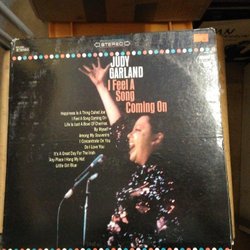 STEREO
JUDY
GARLAND
I Feel A
Song
Coming On
Happiness Is A Thing Called Joe
I Feel A Song Coming On
Life Is Just A Bowl Of Cherries
By Myself
Among My Souvenirs
I Concentrate On You
Do I Love You
It's A Great Day For The Irish
Any Place I Hang My Hat
Little Girl Blue